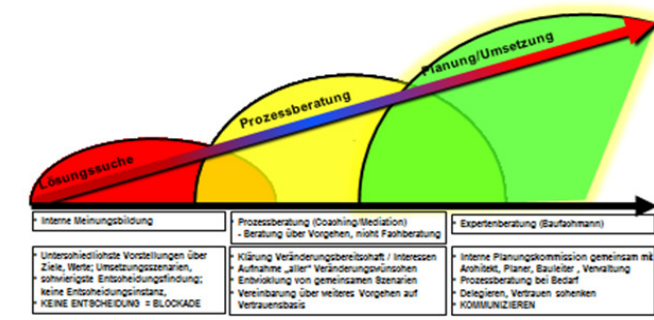 Lösungssuche
Prozessberatung
Planung/Umsetzung
• Interne Meinungsbildung
• Prozessberatung (Coaching/Mediation)
- Beratung über Vorgehen, nicht Fachberatung
• Expertenberatung (Baufachmann)
• Unterschiedlichste Vorstellungen über
Ziele, Werte; Umsetzungsszenarien,
• schwierigste Entscheidungsfindung;
keine Entscheidungsinstanz,
• KEINE ENTSCHEIDUNG = BLOCKADE
• Klärung Veränderungsbereitschaft / Interessen
• Aufnahme „aller" Veränderungswünschen
• Entwicklung von gemeinsamen Szenarien
• Vereinbarung über weiteres Vorgehen auf
Vertrauensbasis
• Interne Planungskommission gemeinsam mit
Architekt, Planer, Bauleiter , Verwaltung
• Prozessberatung bei Bedarf
• Delegieren, Vertrauen schenken
• KOMMUNIZIEREN